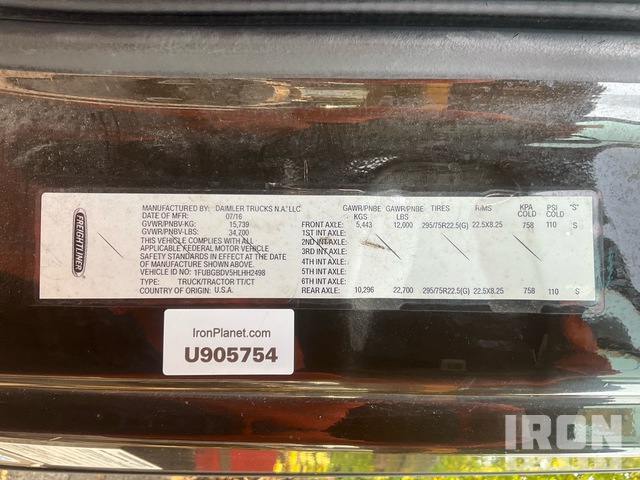 FREIGHTLINER
MANUFACTURED BY: DAIMLER TRUCKS N.A. LLC
DATE OF MFR: 07/16
GVWR/PNBV-KG: 15,739
GVWR/PNBV-LBS: 34,700
THIS VEHICLE COMPLIES WITH ALL
APPLICABLE FEDERAL MOTOR VEHICLE
SAFETY STANDARDS IN EFFECT AT THE
DATE OF MANUFACTURE
VEHICLE ID: 1FUBGBDV5HLHH2498
TYPE: TRUCK/TRACTOR TT/CT
COUNTRY OF ORIGIN: U.S.A.
GAWR/PNBE KGS GAWR/PNBE LBS TIRES RIMS KPA COLD PSI COLD "S"
FRONT AXLE: 5,443 12,000 295/75R22.5(G) 22.5X8.25 758 110 S
1ST INT AXLE:
2ND INT AXLE:
3RD INT AXLE:
4TH INT AXLE:
5TH INT AXLE:
6TH INT AXLE:
REAR AXLE: 10,296 22,700 295/75R22.5(G) 22.5X8.25 758 110 S
IronPlanet.com
U905754
IRON